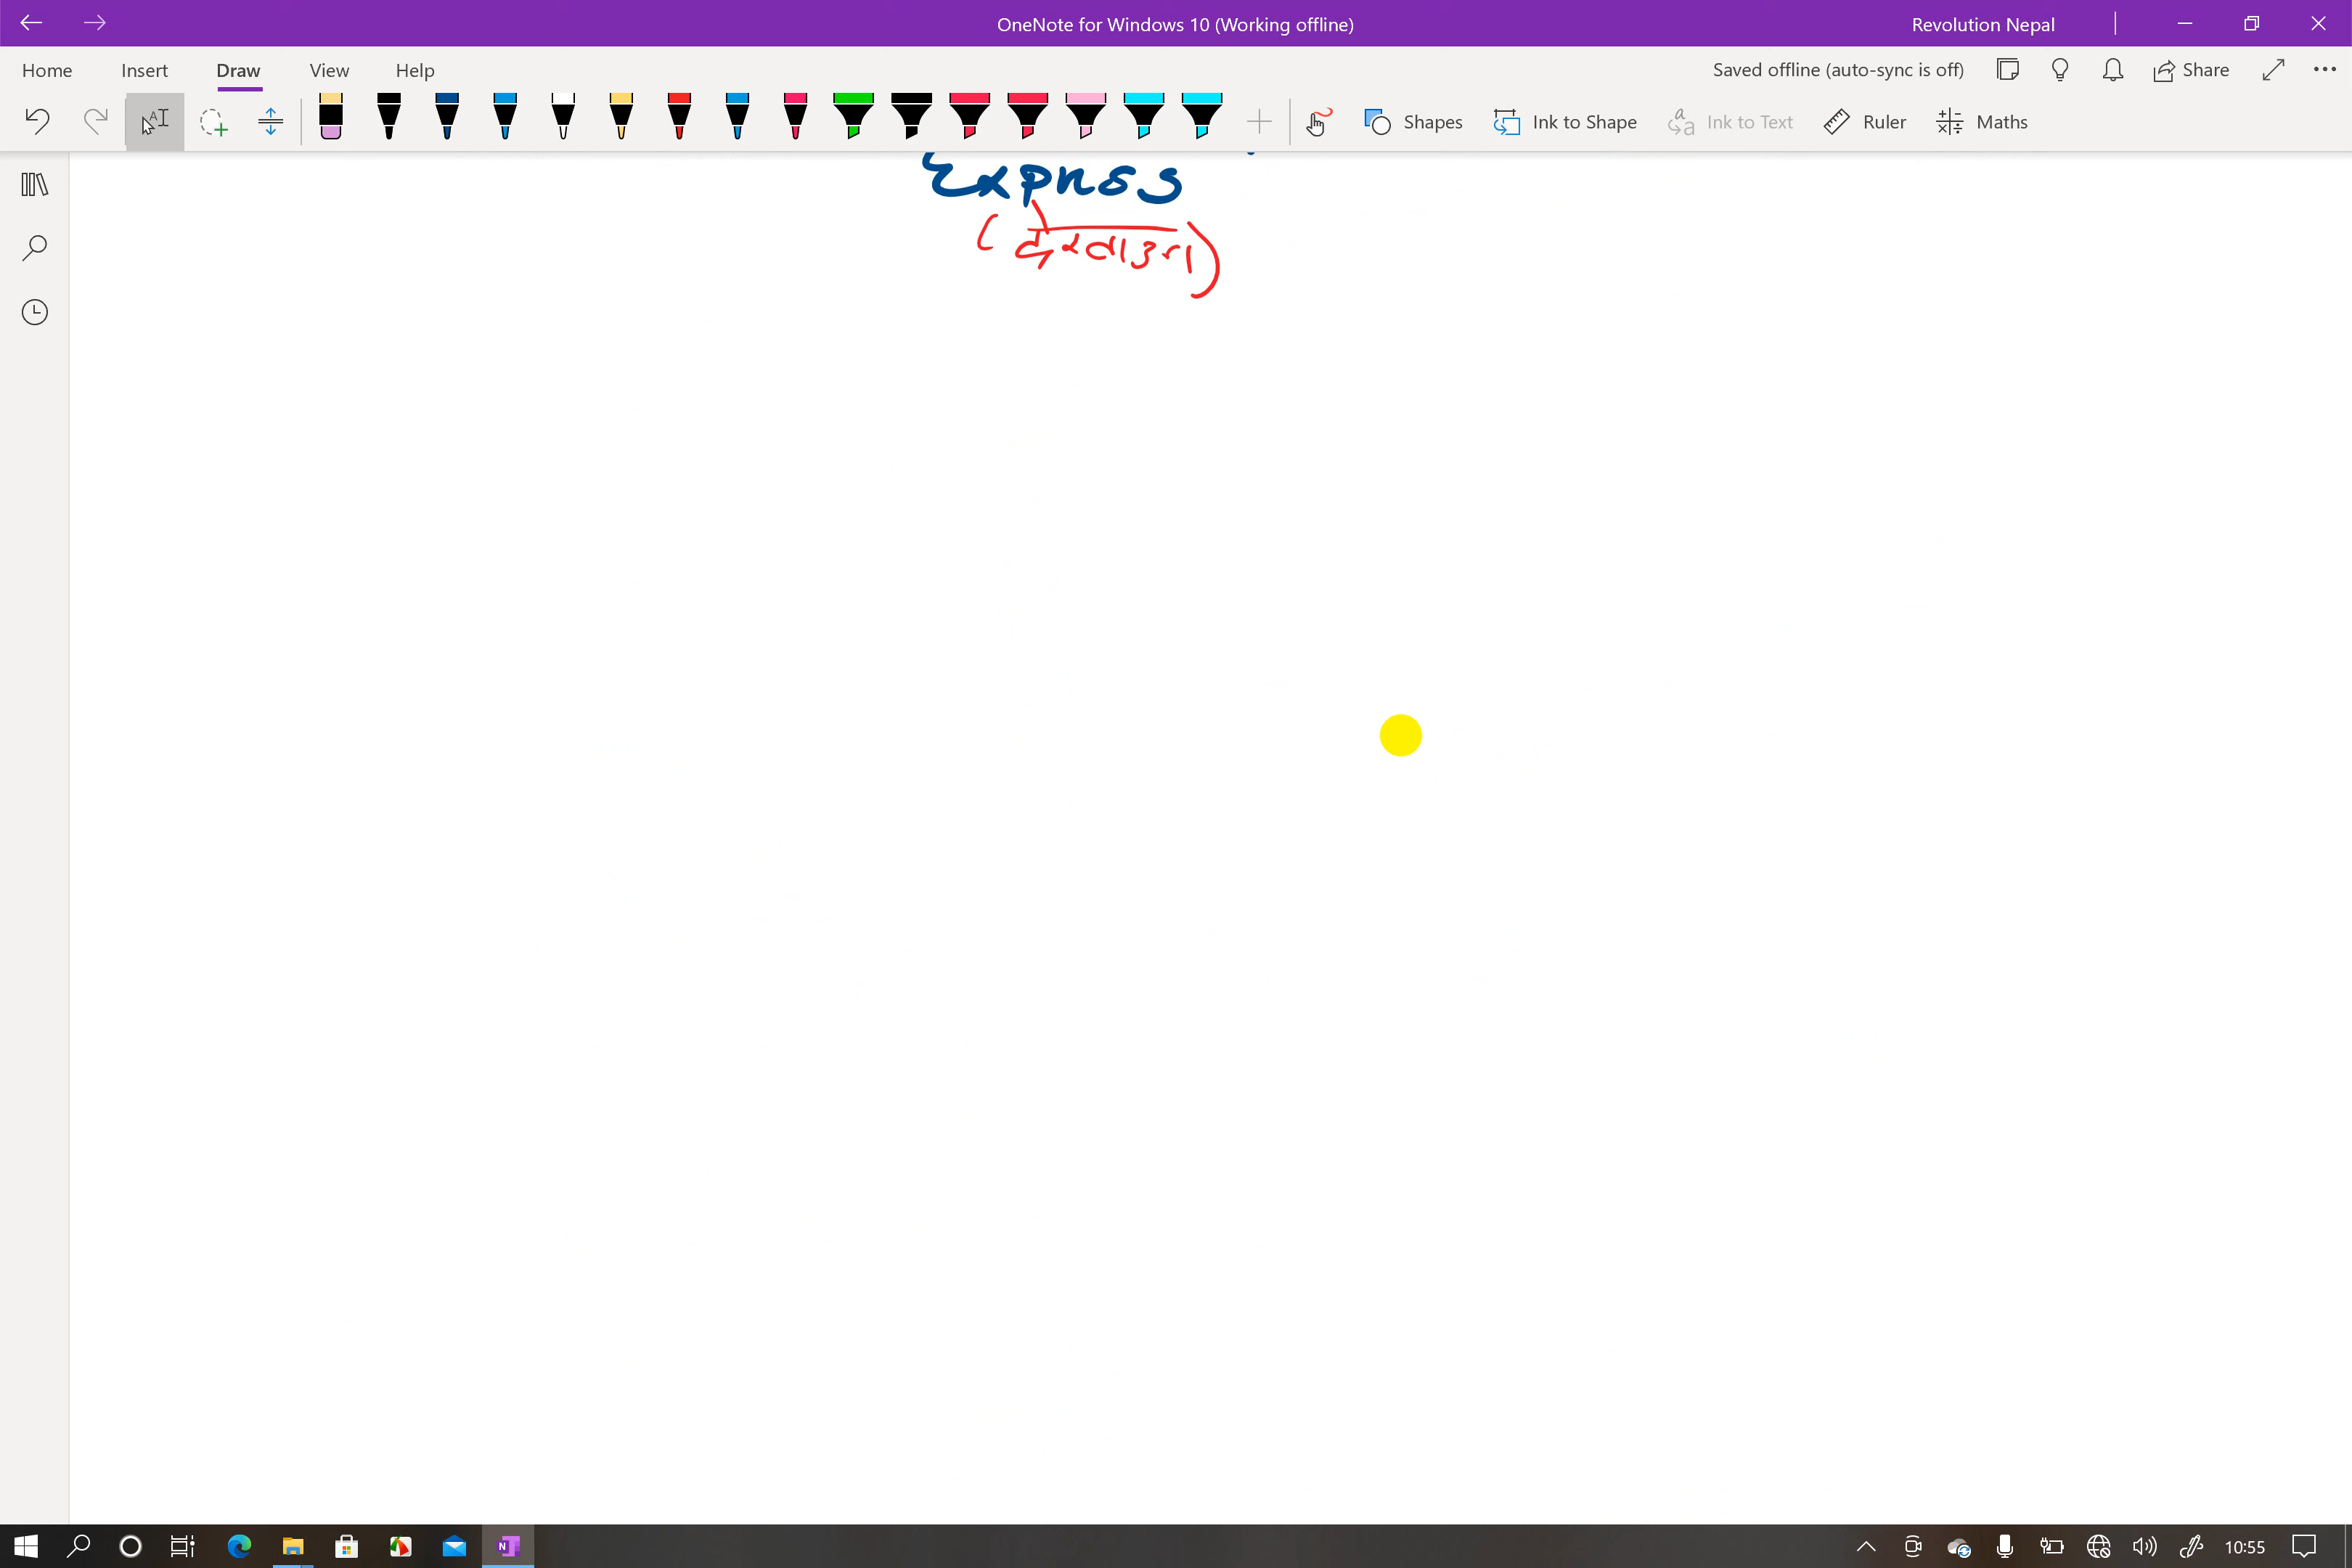 OneNote for Windows 10 (Working offline)
Revolution Nepal
Home
Insert
Draw
View
Help
Saved offline (auto-sync is off)
Share
Shapes
Ink to Shape
Ink to Text
Ruler
Maths
Express
10:55